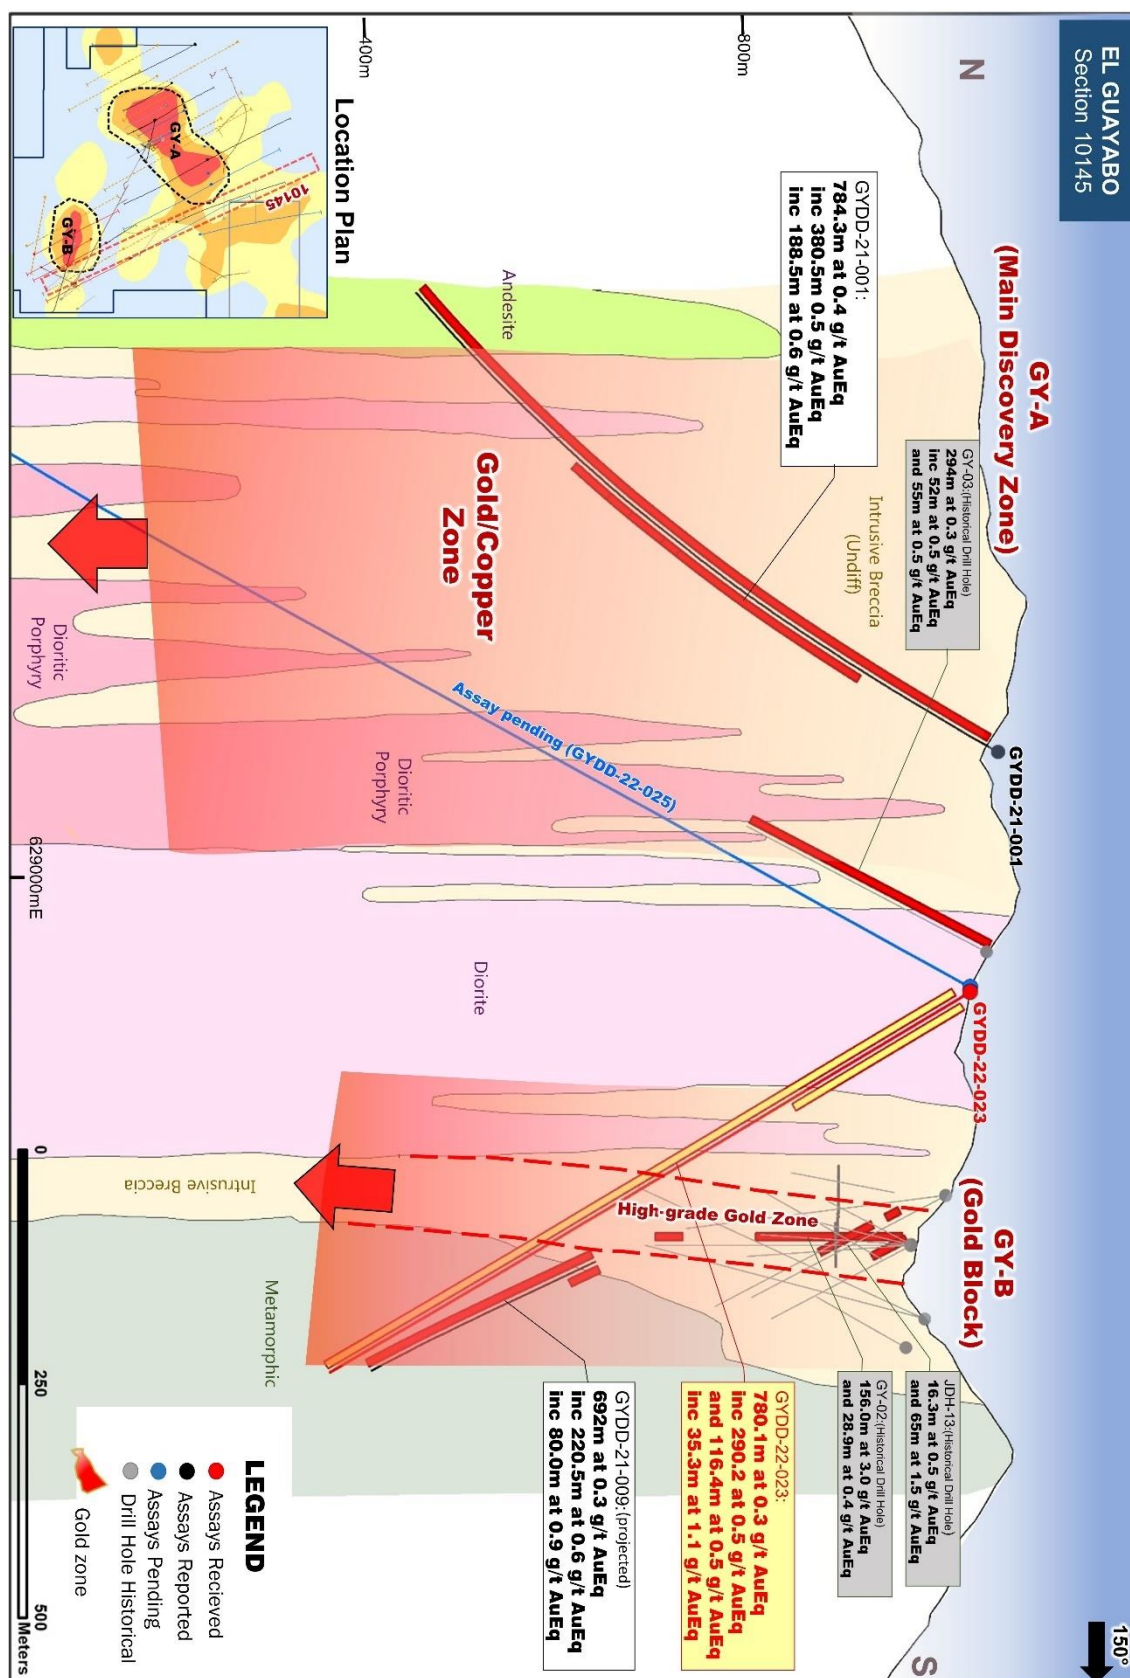 EL GUAYABO
Section 10145
N
150°
S
GY-A
(Main Discovery Zone)
GY-B
(Gold Block)
GYDD-21-001
GYDD-22-023
GYDD-21-001:
784.3m at 0.4 g/t AuEq
inc 380.5m 0.5 g/t AuEq
inc 188.5m at 0.6 g/t AuEq
GY-03:(Historical Drill Hole)
294m at 0.3 g/t AuEq
inc 52m at 0.5 g/t AuEq
and 55m at 0.5 g/t AuEq
JDH-13:(Historical Drill Hole)
16.3m at 0.5 g/t AuEq
and 65m at 1.5 g/t AuEq
GY-02:(Historical Drill Hole)
156.0m at 3.0 g/t AuEq
and 28.9m at 0.4 g/t AuEq
GYDD-22-023:
780.1m at 0.3 g/t AuEq
inc 290.2 at 0.5 g/t AuEq
and 116.4m at 0.5 g/t AuEq
inc 35.3m at 1.1 g/t AuEq
GYDD-21-009:(projected)
692m at 0.3 g/t AuEq
inc 220.5m at 0.6 g/t AuEq
inc 80.0m at 0.9 g/t AuEq
800m
400m
Intrusive Breccia
(Undiff)
Andesite
Gold/Copper
Zone
Assay pending (GYDD-22-025)
High-grade Gold Zone
Dioritic
Porphyry
Dioritic
Porphyry
Diorite
Intrusive Breccia
Metamorphic
Location Plan
GY-A
GY-B
10145
629000mE
0
250
500
Meters
LEGEND
Assays Recieved
Assays Reported
Assays Pending
Drill Hole Historical
Gold zone